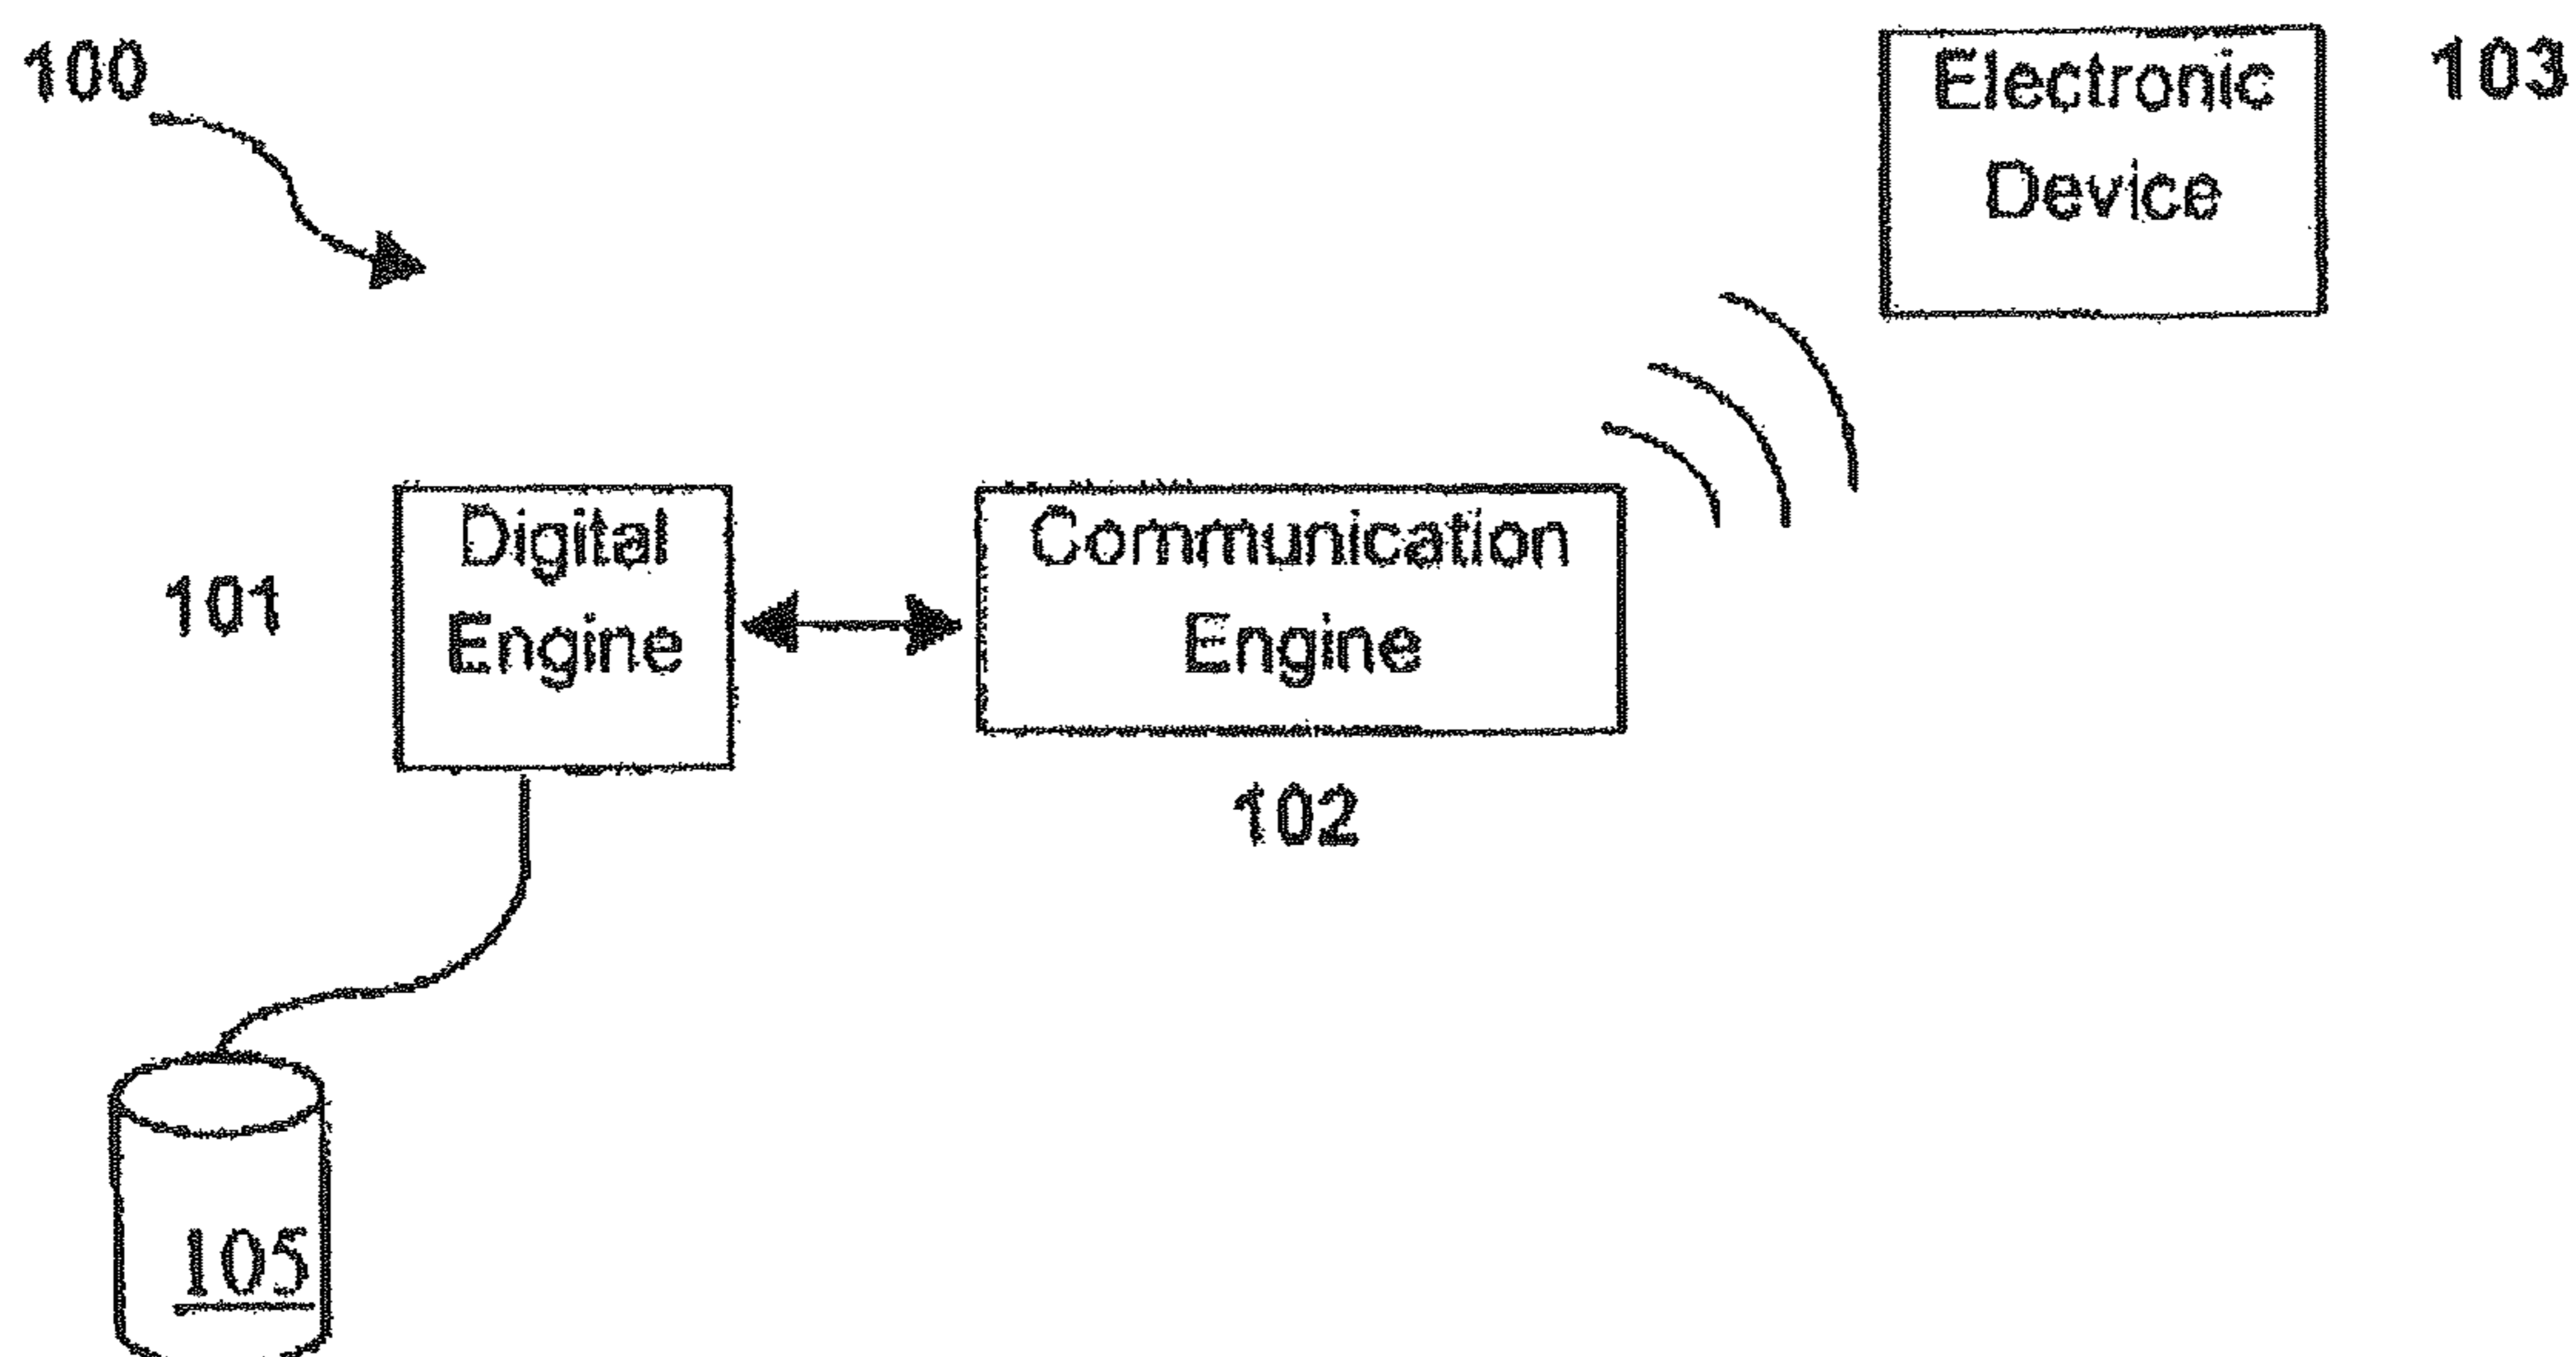 100
Electronic
Device
103
101
Digital
Engine
Communication
Engine
102
105